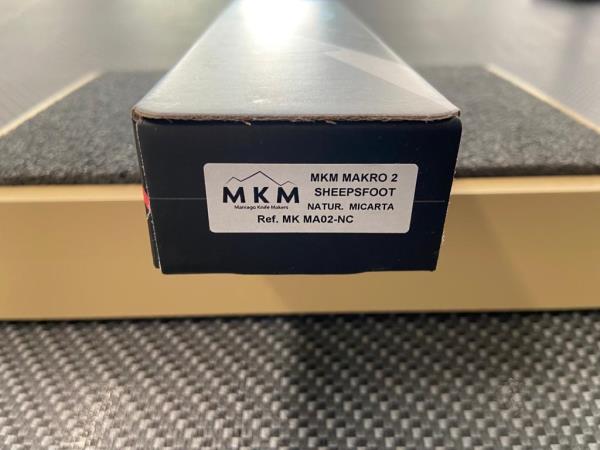 MKM
Maniago Knife Makers
MKM MAKRO 2
SHEEPSFOOT
NATUR. MICARTA
Ref. MK MA02-NC